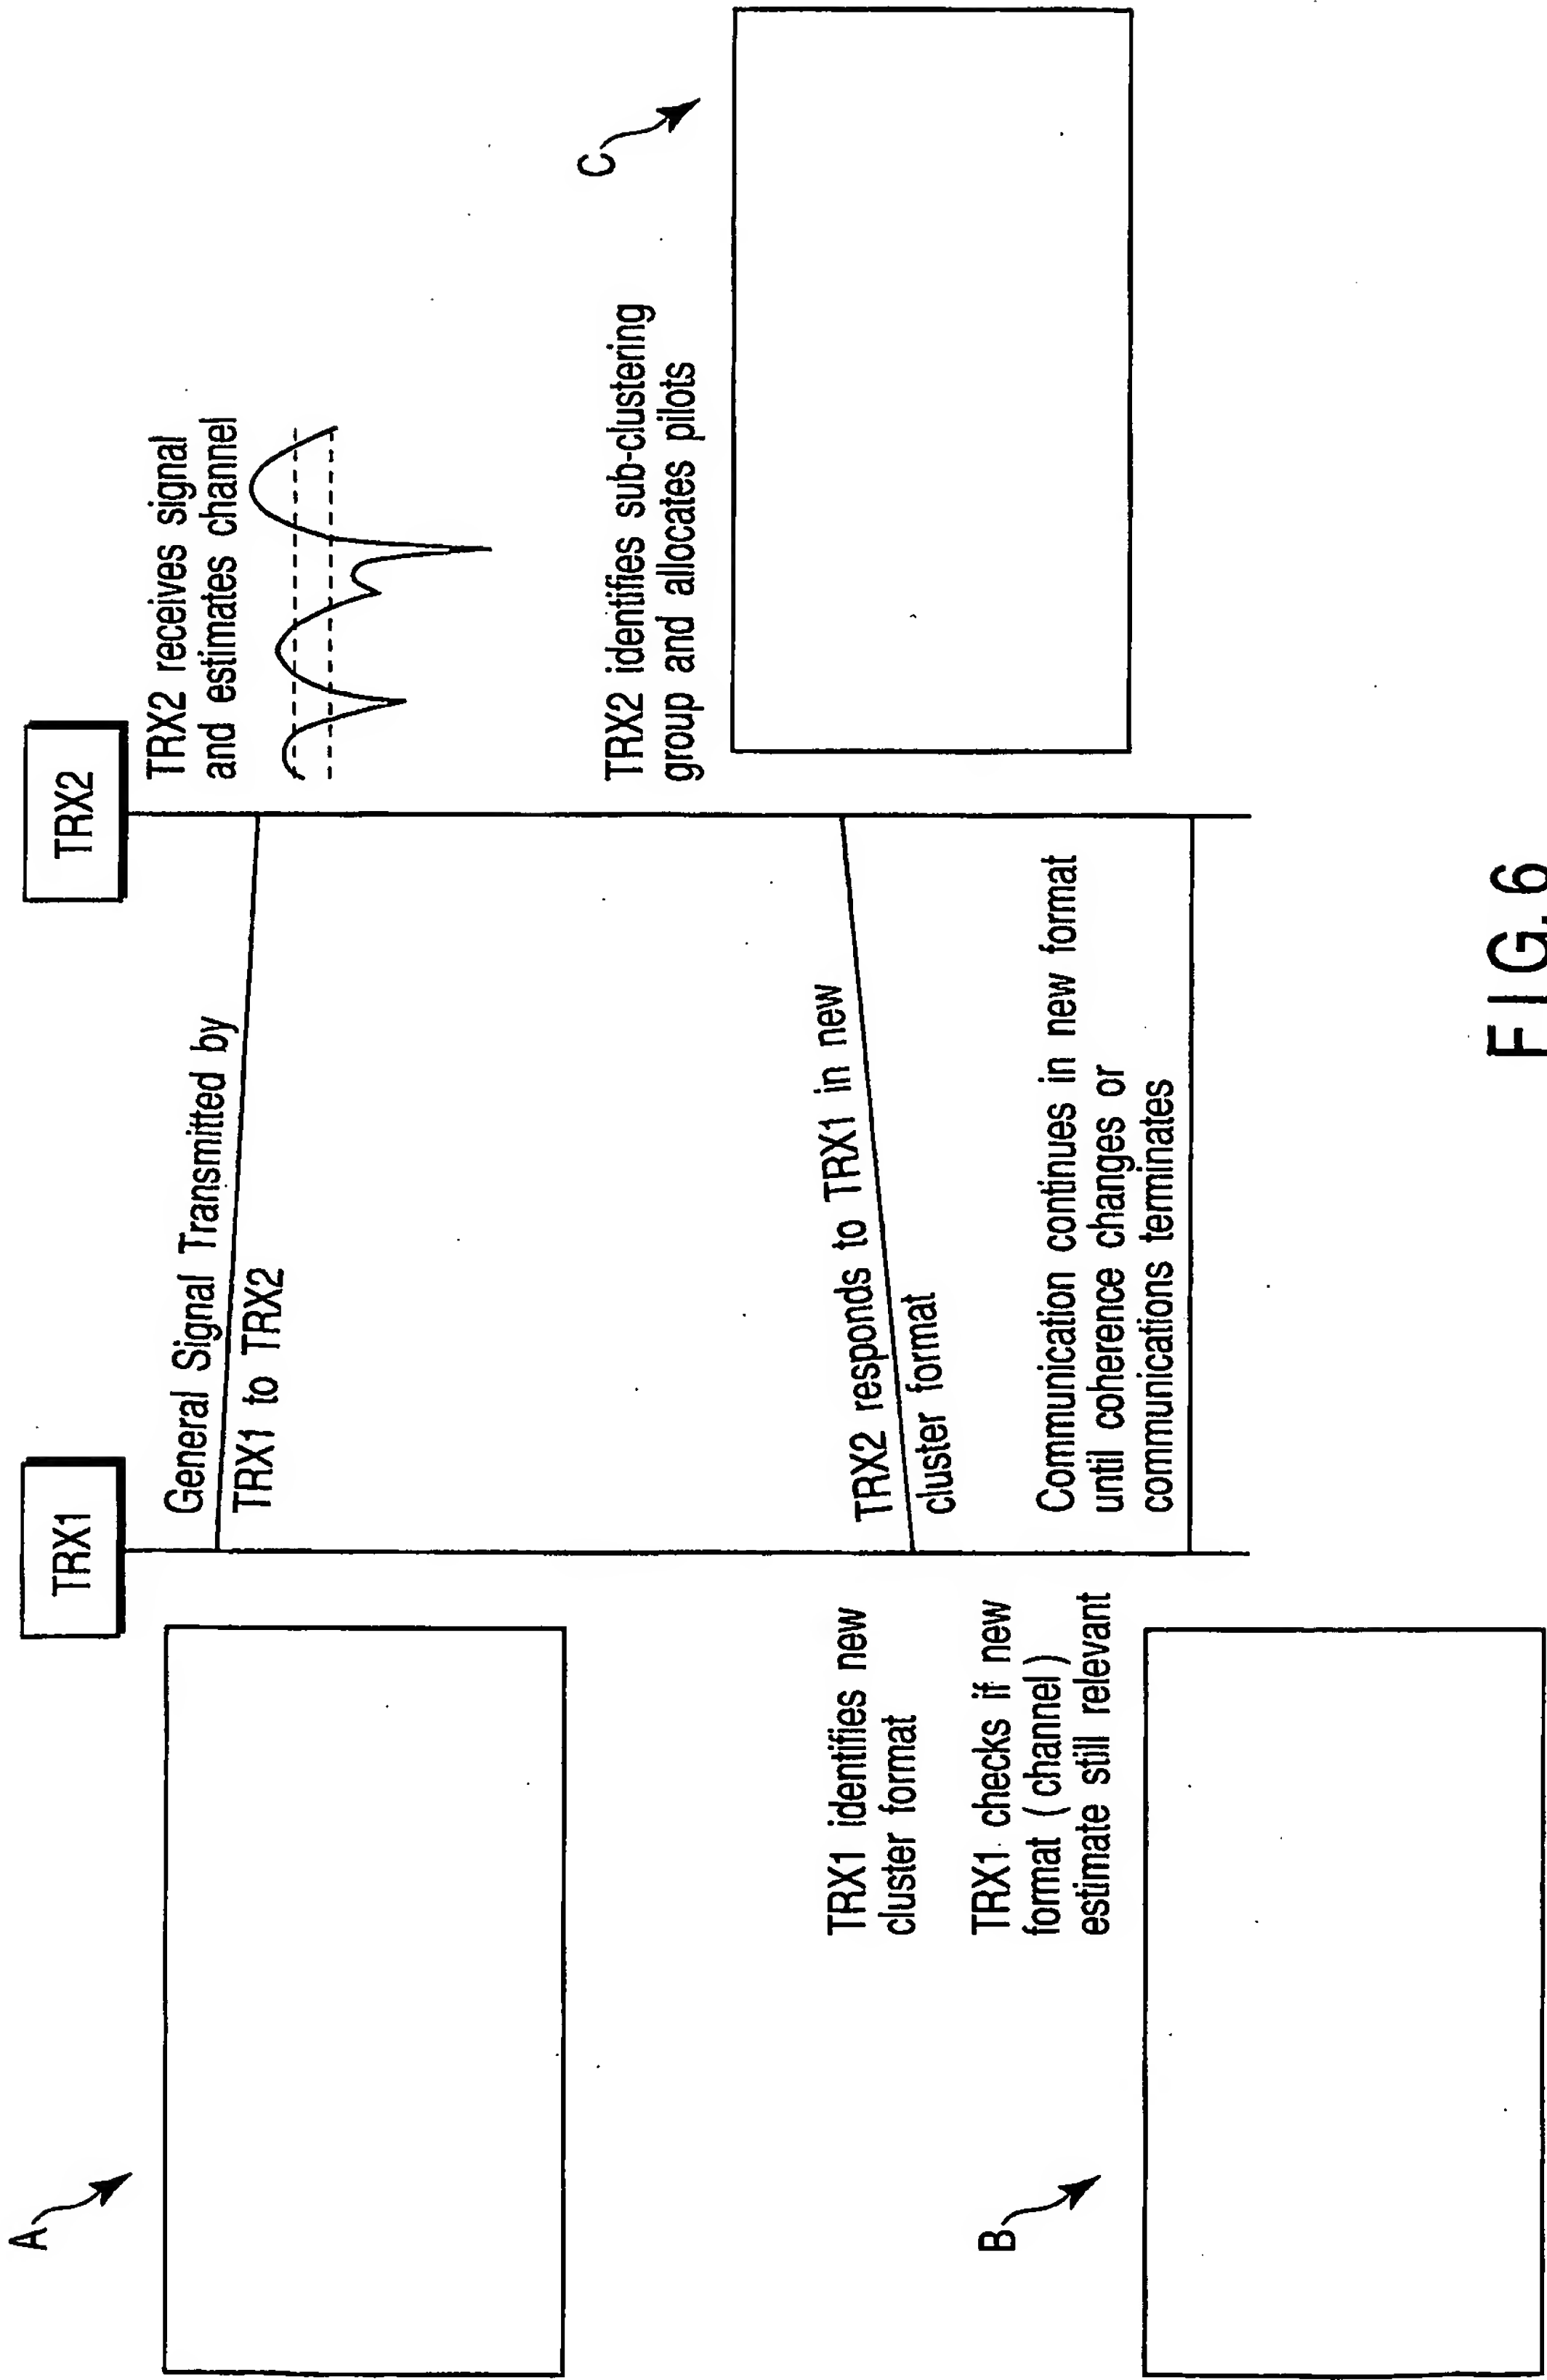 A
TRX1
TRX2
General Signal Transmitted by
TRX1 to TRX2
TRX2 receives signal
and estimates channel
TRX2 identifies sub-clustering
group and allocates pilots
C
TRX1 identifies new
cluster format
TRX2 responds to TRX1 in new
cluster format
TRX1 checks if new
format (channel)
estimate still relevant
B
Communication continues in new format
until coherence changes or
communications terminates
FIG. 6